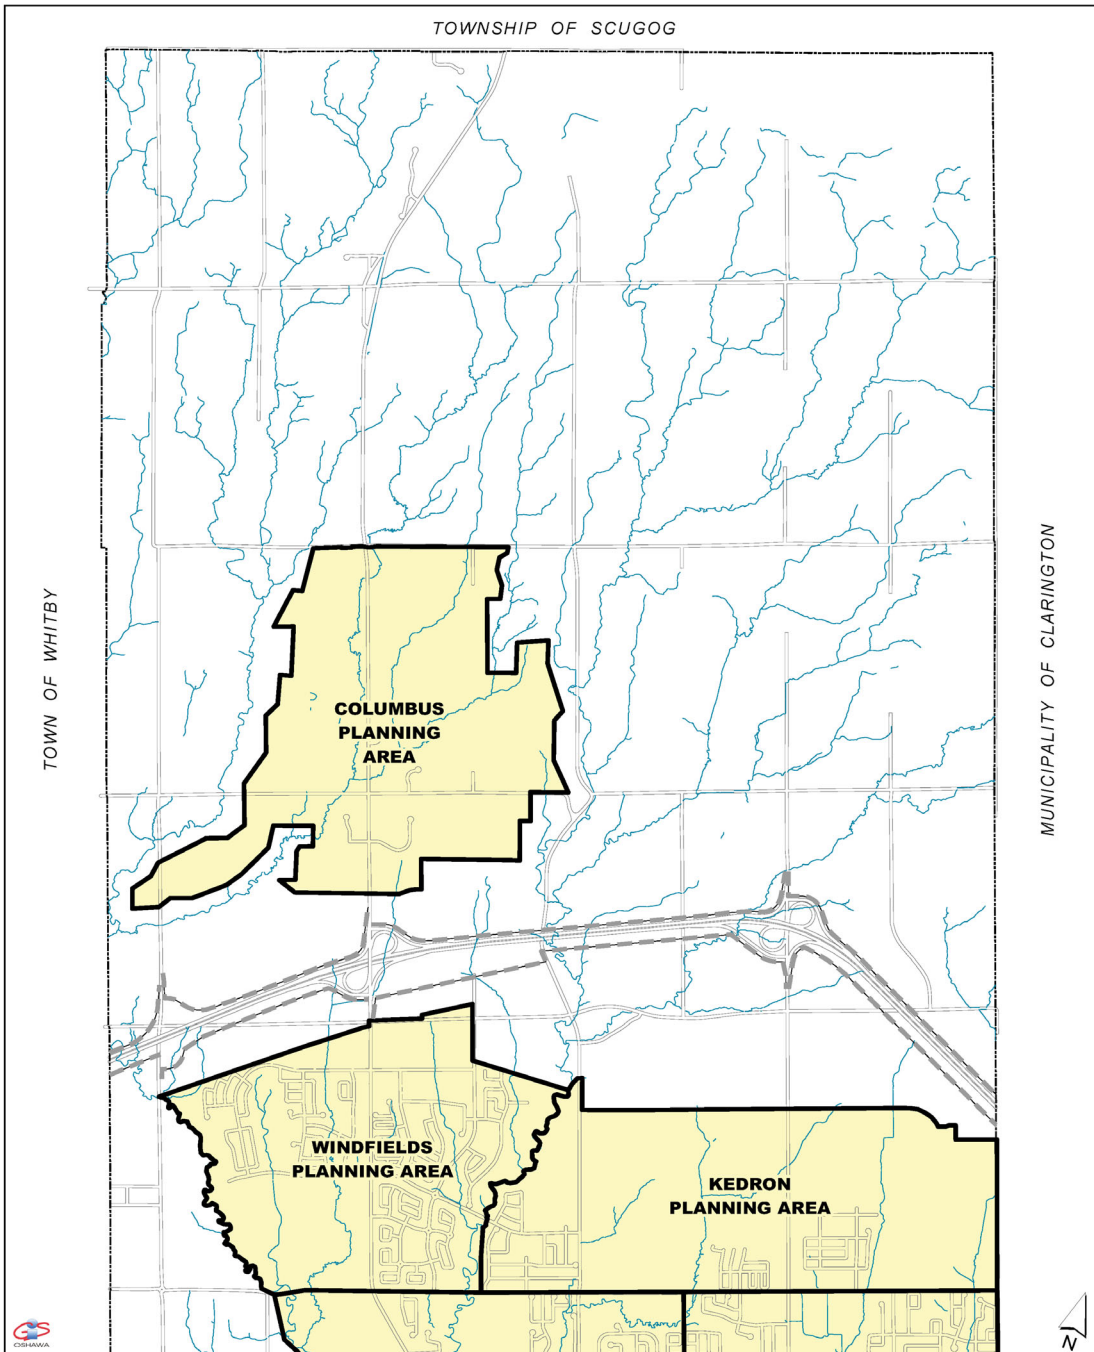 TOWNSHIP OF SCUGOG
TOWN OF WHITBY
MUNICIPALITY OF CLARINGTON
COLUMBUS
PLANNING
AREA
WINDFIELDS
PLANNING AREA
KEDRON
PLANNING AREA
GIS
OSHAWA
N